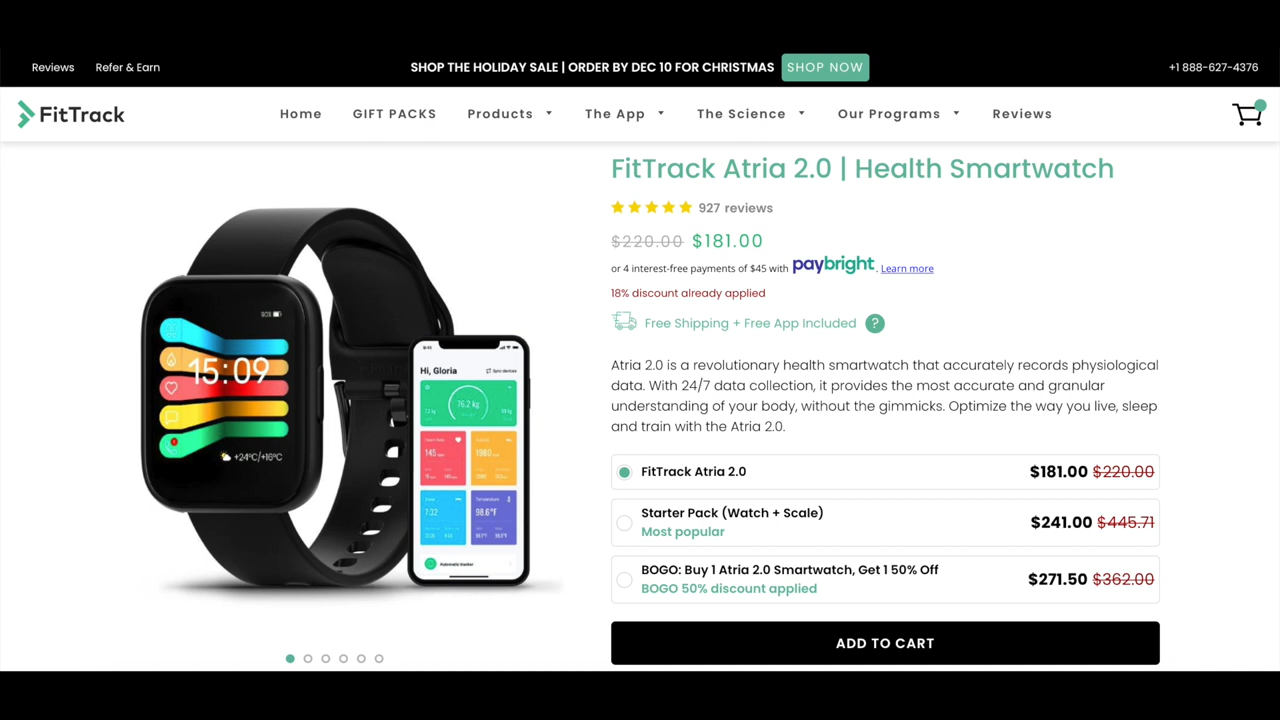 Reviews Refer & Earn SHOP THE HOLIDAY SALE | ORDER BY DEC 10 FOR CHRISTMAS SHOP NOW +1 888-627-4376
FitTrack Home GIFT PACKS Products The App The Science Our Programs Reviews
FitTrack Atria 2.0 | Health Smartwatch
927 reviews
$220.00 $181.00
or 4 interest-free payments of $45 with paybright. Learn more
18% discount already applied
Free Shipping + Free App Included ?
Atria 2.0 is a revolutionary health smartwatch that accurately records physiological
data. With 24/7 data collection, it provides the most accurate and granular
understanding of your body, without the gimmicks. Optimize the way you live, sleep
and train with the Atria 2.0.
FitTrack Atria 2.0 $181.00 $220.00
Starter Pack (Watch + Scale) $241.00 $445.71
Most popular
BOGO: Buy 1 Atria 2.0 Smartwatch, Get 1 50% Off $271.50 $362.00
BOGO 50% discount applied
ADD TO CART
90%
15:09
+24°C/+16°C
Hi, Gloria Sync devices
76.2 kg
145
1960
7:32
98.6°F
Automatic tracker